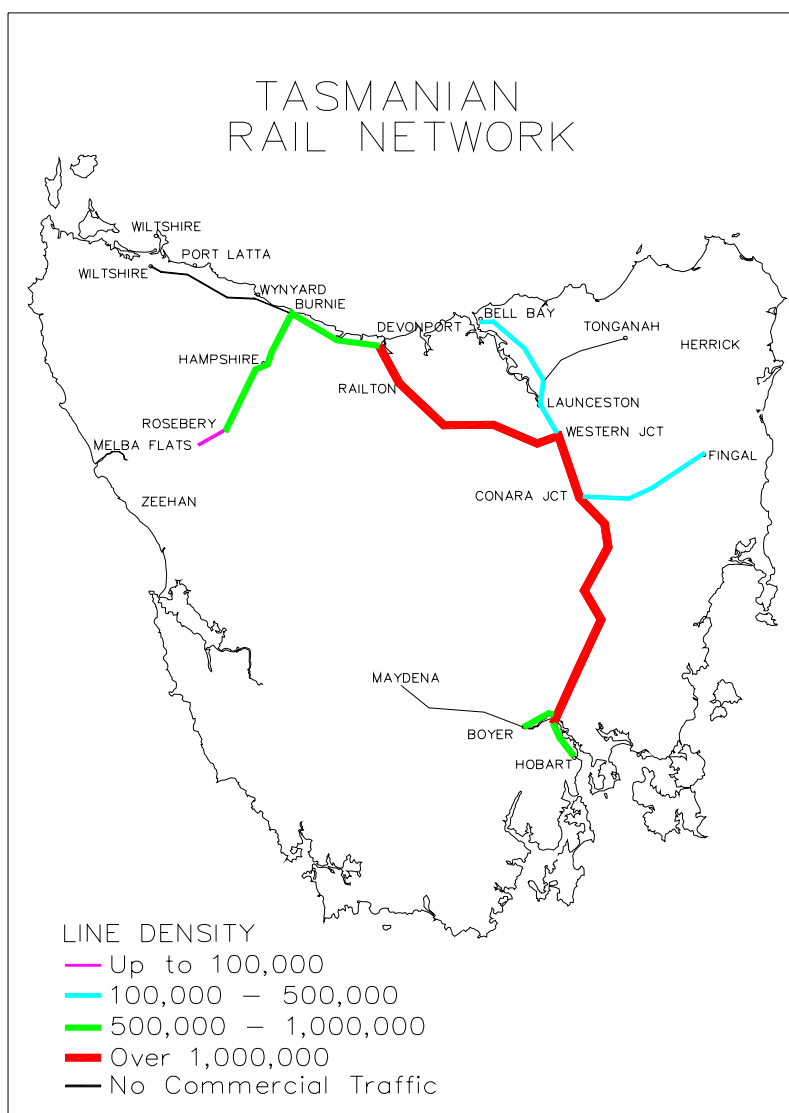 TASMANIAN
RAIL NETWORK
WILTSHIRE
PORT LATTA
WILTSHIRE
WYNYARD
BURNIE
DEVONPORT
BELL BAY
TONGANAH
HERRICK
HAMPSHIRE
RAILTON
LAUNCESTON
ROSEBERY
WESTERN JCT
MELBA FLATS
FINGAL
CONARA JCT
ZEEHAN
MAYDENA
BOYER
HOBART
LINE DENSITY
Up to 100,000
100,000 – 500,000
500,000 – 1,000,000
Over 1,000,000
No Commercial Traffic